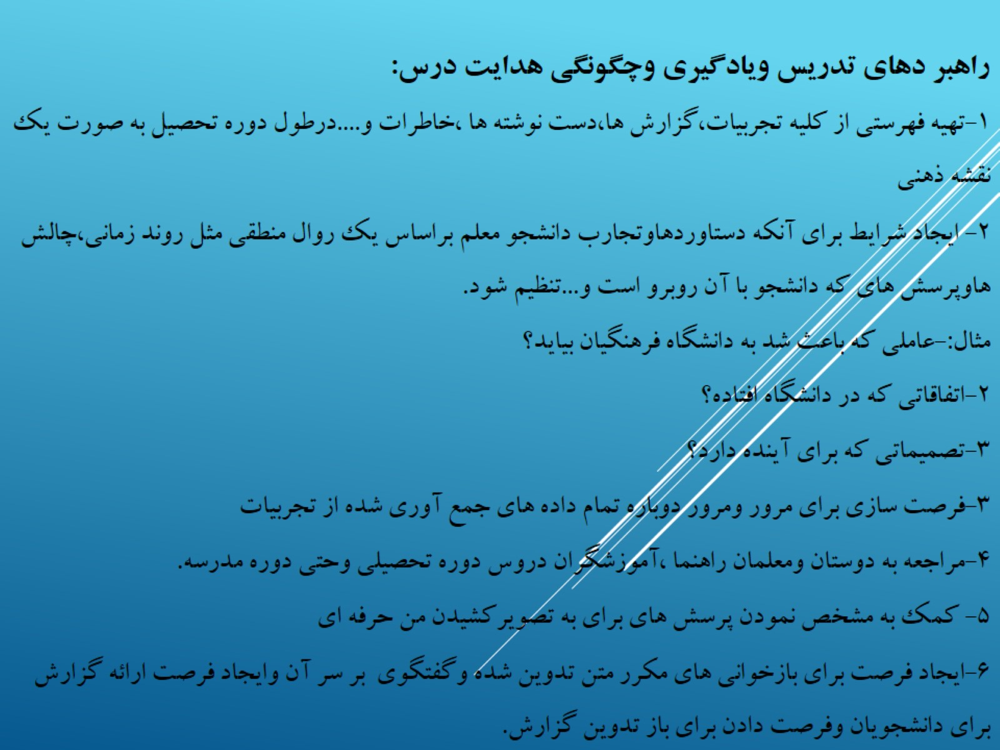 راهبر دهای تدریس ویادگیری وچگونگی هدایت درس:
۱-تهیه فهرستی از کلیه تجربیات،گزارش ها،دست نوشته ها ،خاطرات و....درطول دوره تحصیل به صورت یک
نقشه ذهنی
۲- ایجاد شرایط برای آنکه دستاوردهاوتجارب دانشجو معلم براساس یک روال منطقی مثل روند زمانی،چالش
هاوپرسش های که دانشجو با آن روبرو است و...تنظیم شود.
مثال:-عاملی که باعث شد به دانشگاه فرهنگیان بیاید؟
۲-اتفاقاتی که در دانشگاه افتاده؟
۳-تصمیماتی که برای آینده دارد؟
۳-فرصت سازی برای مرور ومرور دوباره تمام داده های جمع آوری شده از تجربیات
۴-مراجعه به دوستان ومعلمان راهنما ،آموزشگران دروس دوره تحصیلی وحتی دوره مدرسه.
۵- کمک به مشخص نمودن پرسش های برای به تصویرکشیدن من حرفه ای
۶-ایجاد فرصت برای بازخوانی های مکرر متن تدوین شده وگفتگوی بر سر آن وایجاد فرصت ارائه گزارش
برای دانشجویان وفرصت دادن برای باز تدوین گزارش.